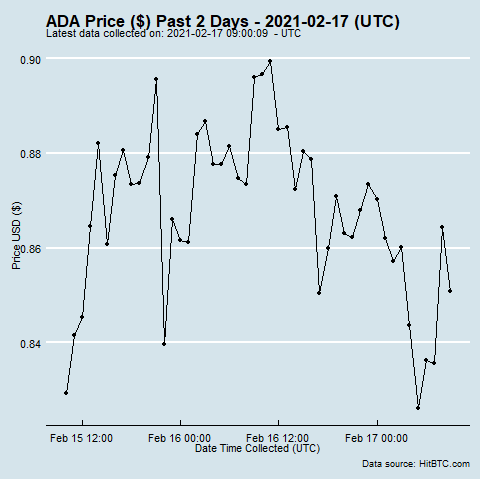 ADA Price ($) Past 2 Days - 2021-02-17 (UTC)
Latest data collected on: 2021-02-17 09:00:09 - UTC
0.90
0.88
0.86
0.84
Price USD ($)
Feb 15 12:00
Feb 16 00:00
Feb 16 12:00
Feb 17 00:00
Date Time Collected (UTC)
Data source: HitBTC.com